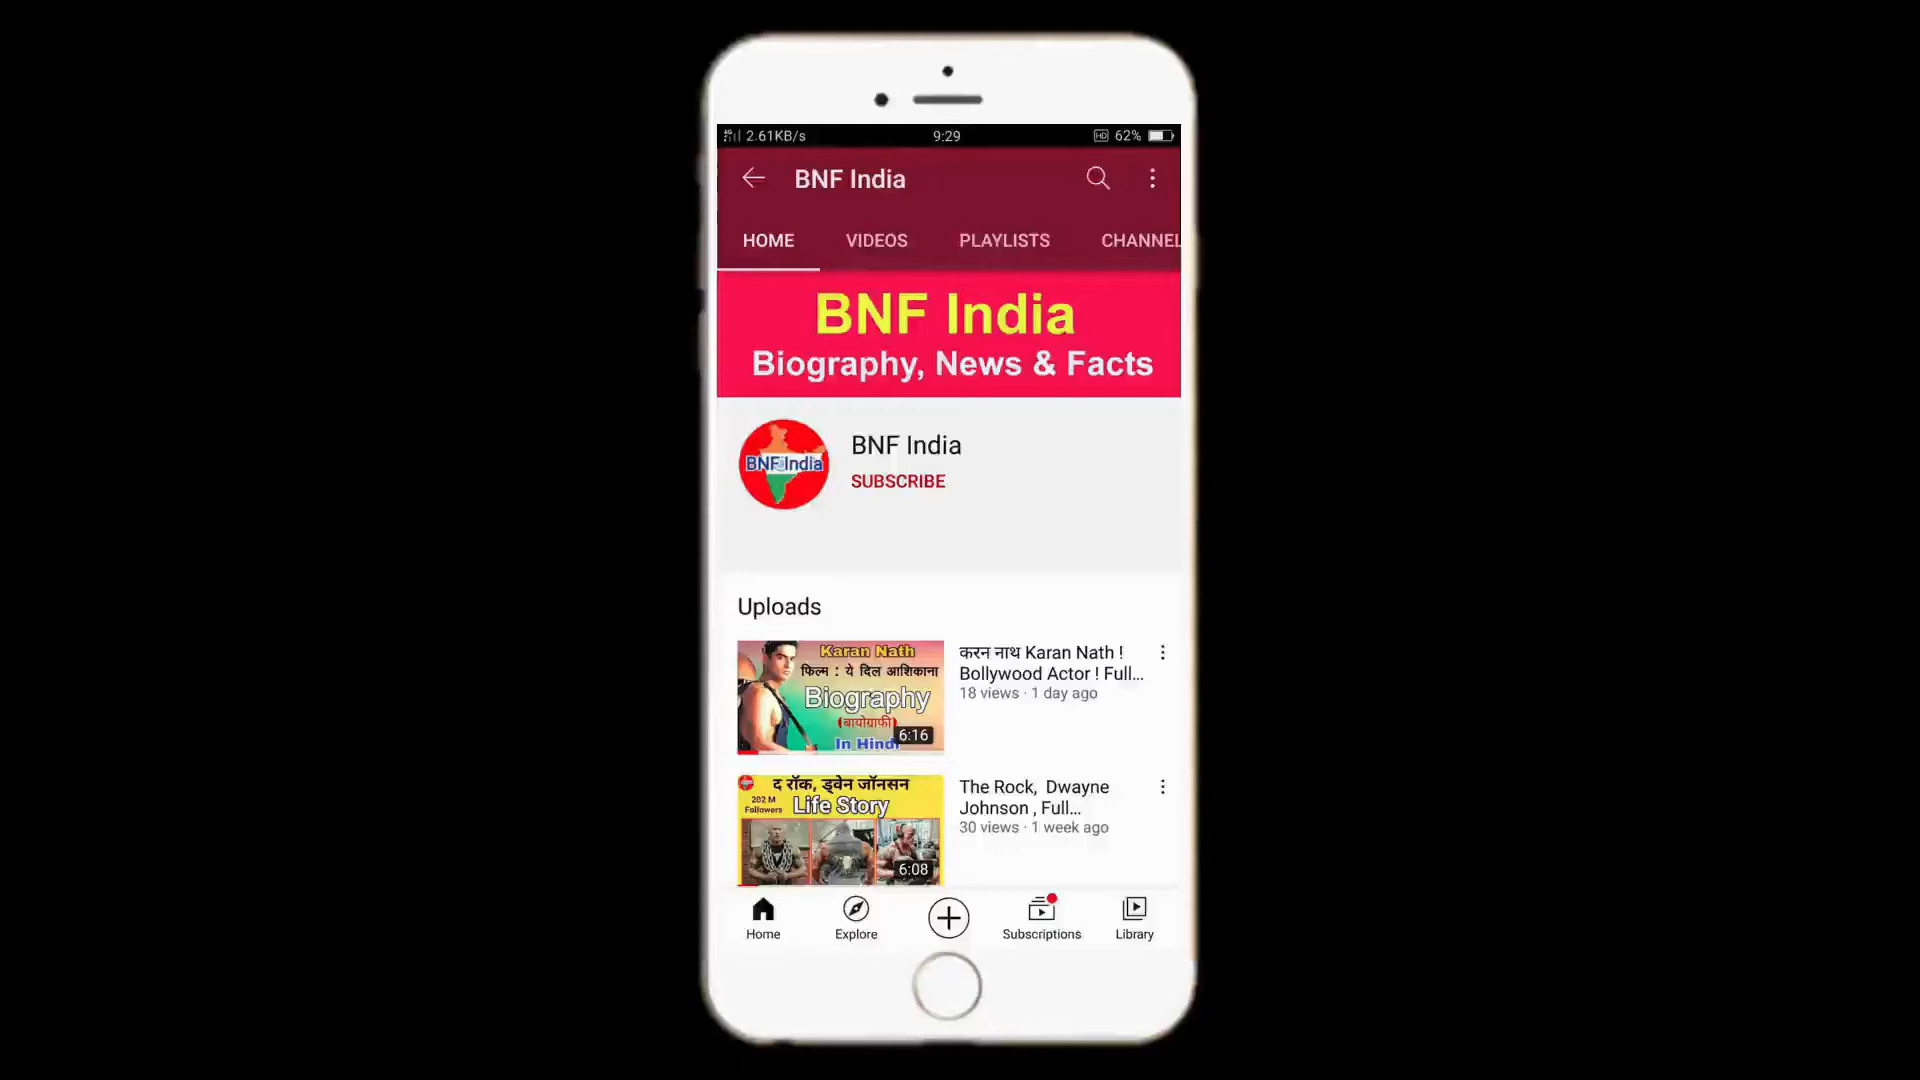 2.61KB/s 9:29 HD 62%
BNF India
HOME VIDEOS PLAYLISTS CHANNEL
BNF India
Biography, News & Facts
BNF India
BNF India
SUBSCRIBE
Uploads
Karan Nath
फिल्म : ये दिल आशिकाना
Biography
(बायोग्राफी)
In Hindi
6:16
करन नाथ Karan Nath !
Bollywood Actor ! Full...
18 views · 1 day ago
द रॉक, ड्वेन जॉनसन
202 M
Followers
Life Story
6:08
The Rock, Dwayne
Johnson , Full...
30 views · 1 week ago
Home Explore Subscriptions Library